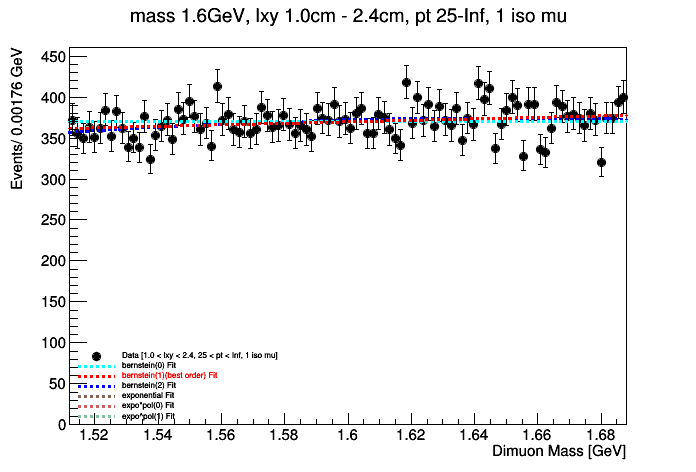 mass 1.6GeV, lxy 1.0cm - 2.4cm, pt 25-Inf, 1 iso mu
Events/ 0.00176 GeV
450
400
350
300
250
200
150
100
50
0
Data [1.0 < lxy < 2.4, 25 < pt < Inf, 1 iso mu]
bernstein(0) Fit
bernstein(1)(best order) Fit
bernstein(2) Fit
exponential Fit
expo*pol(0) Fit
expo*pol(1) Fit
1.52 1.54 1.56 1.58 1.6 1.62 1.64 1.66 1.68
Dimuon Mass [GeV]